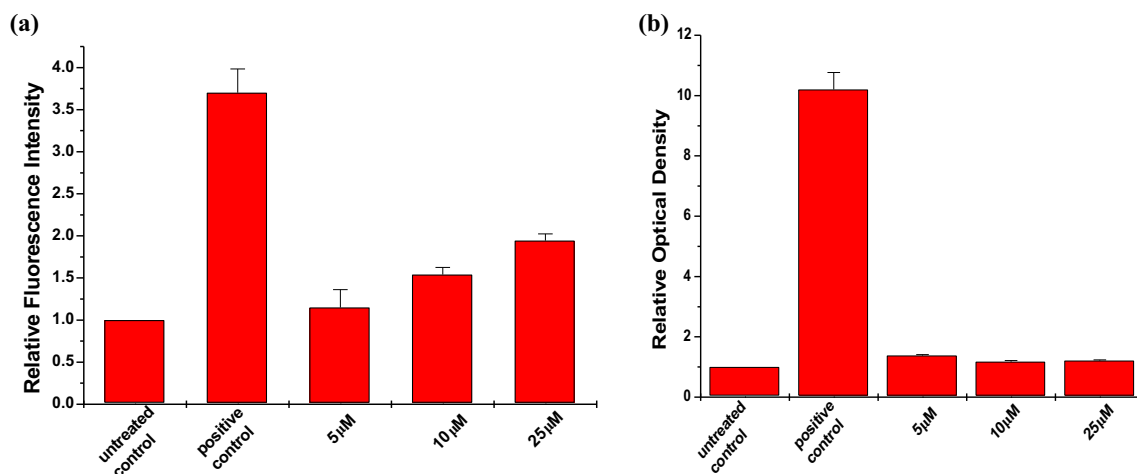 (a)
Relative Fluorescence Intensity
4.0
3.5
3.0
2.5
2.0
1.5
1.0
0.5
0.0
untreated
control
positive
control
5µM
10µM
25µM
(b)
Relative Optical Density
12
10
8
6
4
2
0
untreated
control
positive
control
5µM
10µM
25µM